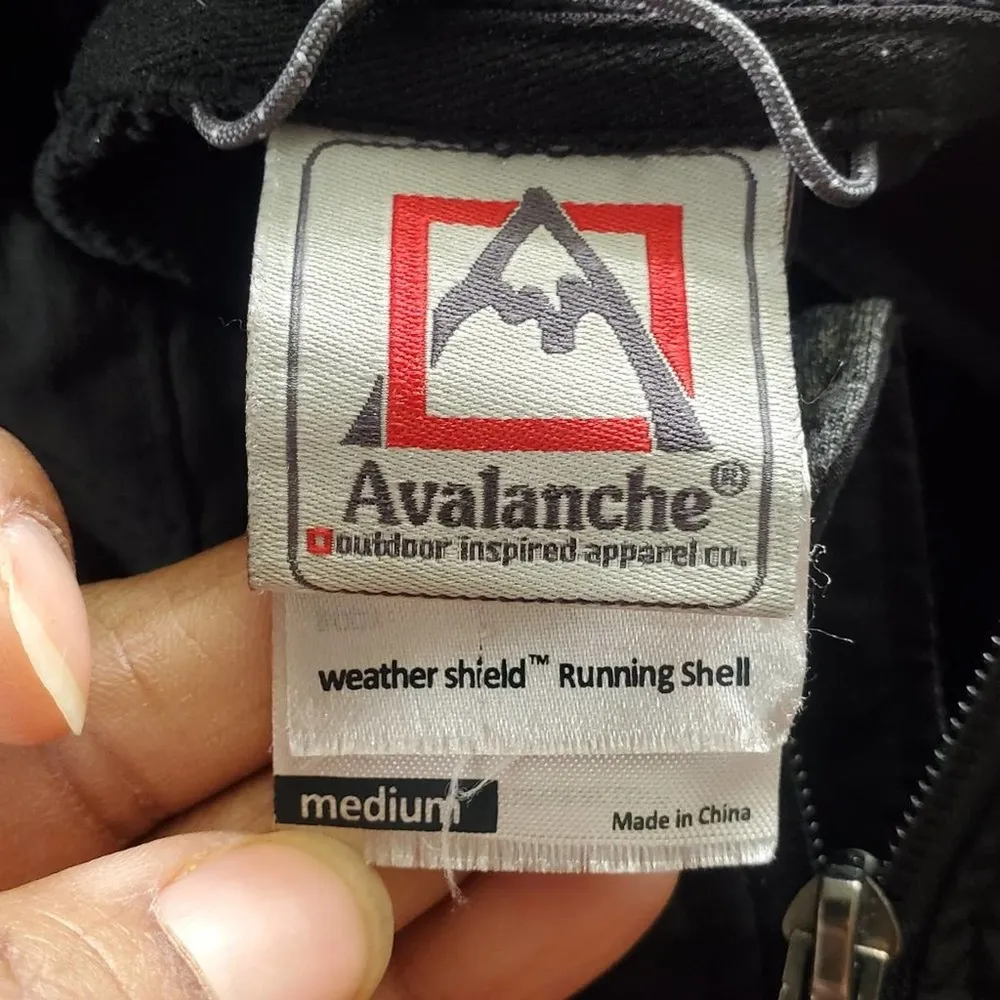 Avalanche®
outdoor inspired apparel co.
weather shield™ Running Shell
medium
Made in China